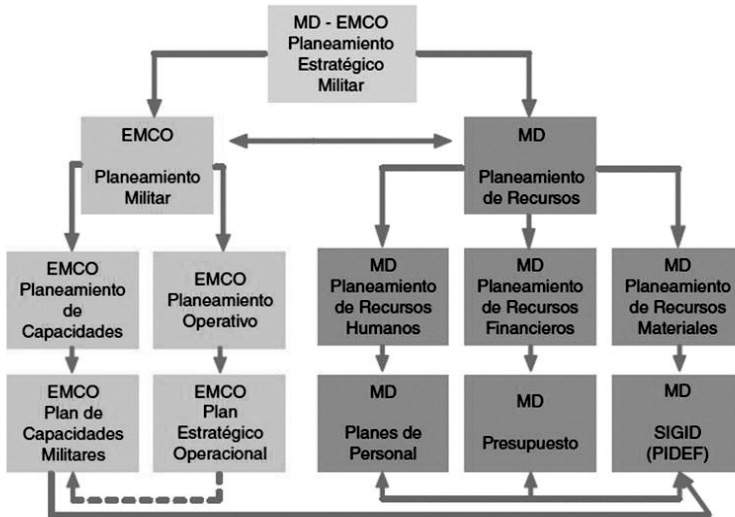 MD - EMCO
Planeamiento
Estratégico
Militar
EMCO
Planeamiento
Militar
MD
Planeamiento
de Recursos
EMCO
Planeamiento
de
Capacidades
EMCO
Planeamiento
Operativo
MD
Planeamiento
de Recursos
Humanos
MD
Planeamiento
de Recursos
Financieros
MD
Planeamiento
de Recursos
Materiales
EMCO
Plan de
Capacidades
Militares
EMCO
Plan
Estratégico
Operacional
MD
Planes de
Personal
MD
Presupuesto
MD
SIGID
(PIDEF)